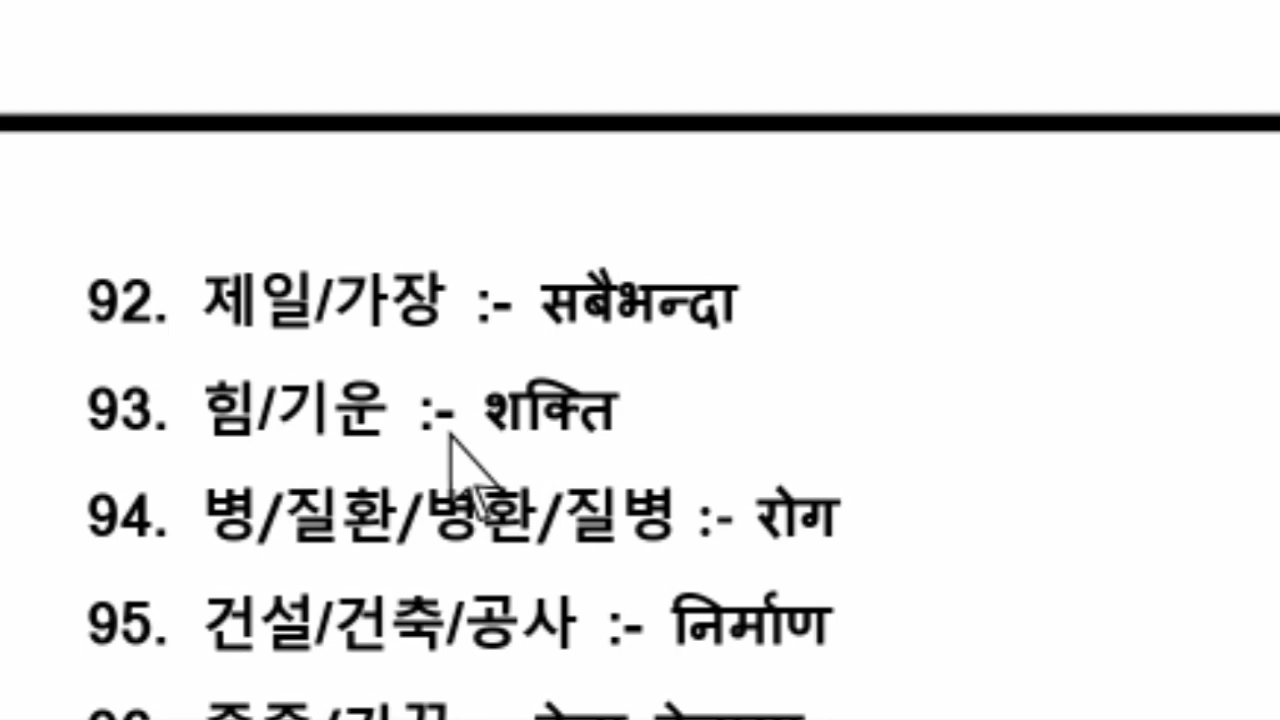 92. 제일/가장 :- सबैभन्दा
93. 힘/기운 :- शक्ति
94. 병/질환/병환/질병 :- रोग
95. 건설/건축/공사 :- निर्माण